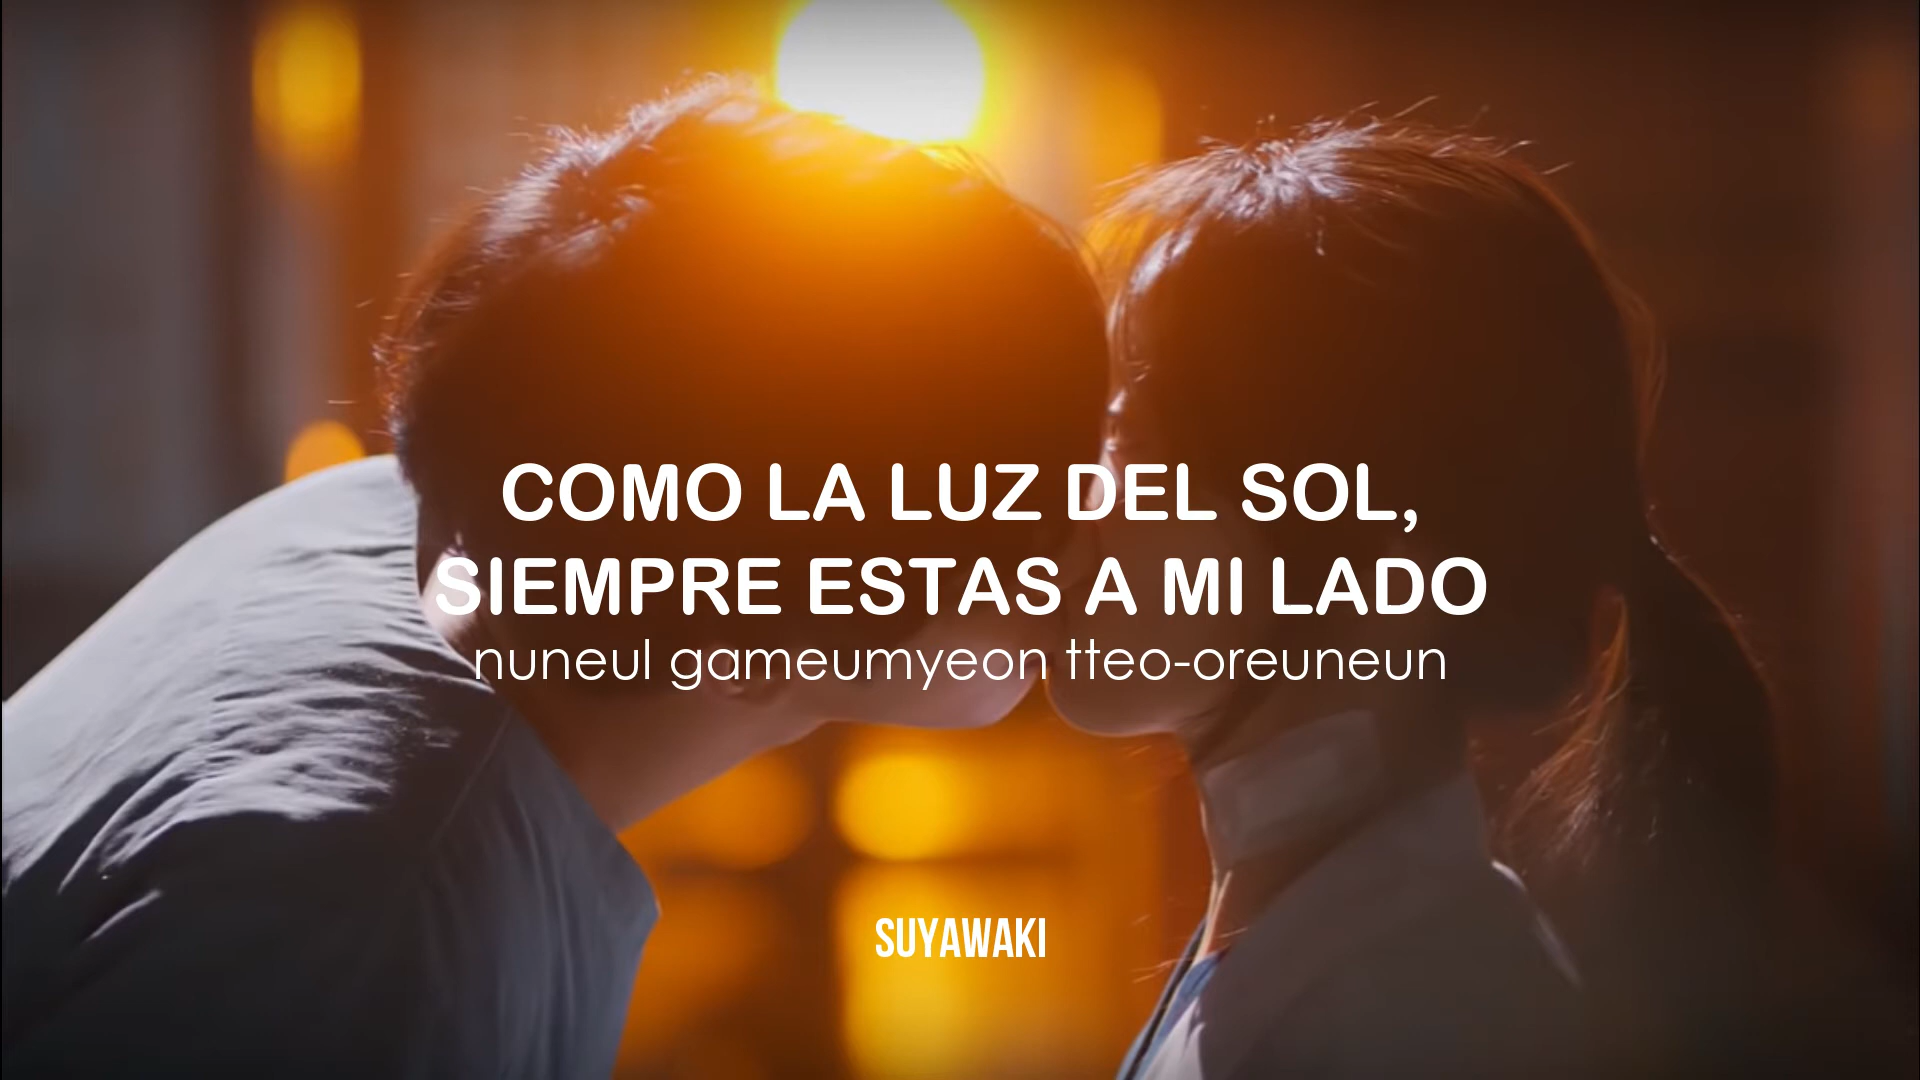 COMO LA LUZ DEL SOL,
SIEMPRE ESTAS A MI LADO
nuneul gameumyeon tteo-oreuneun
SUYAWAKI